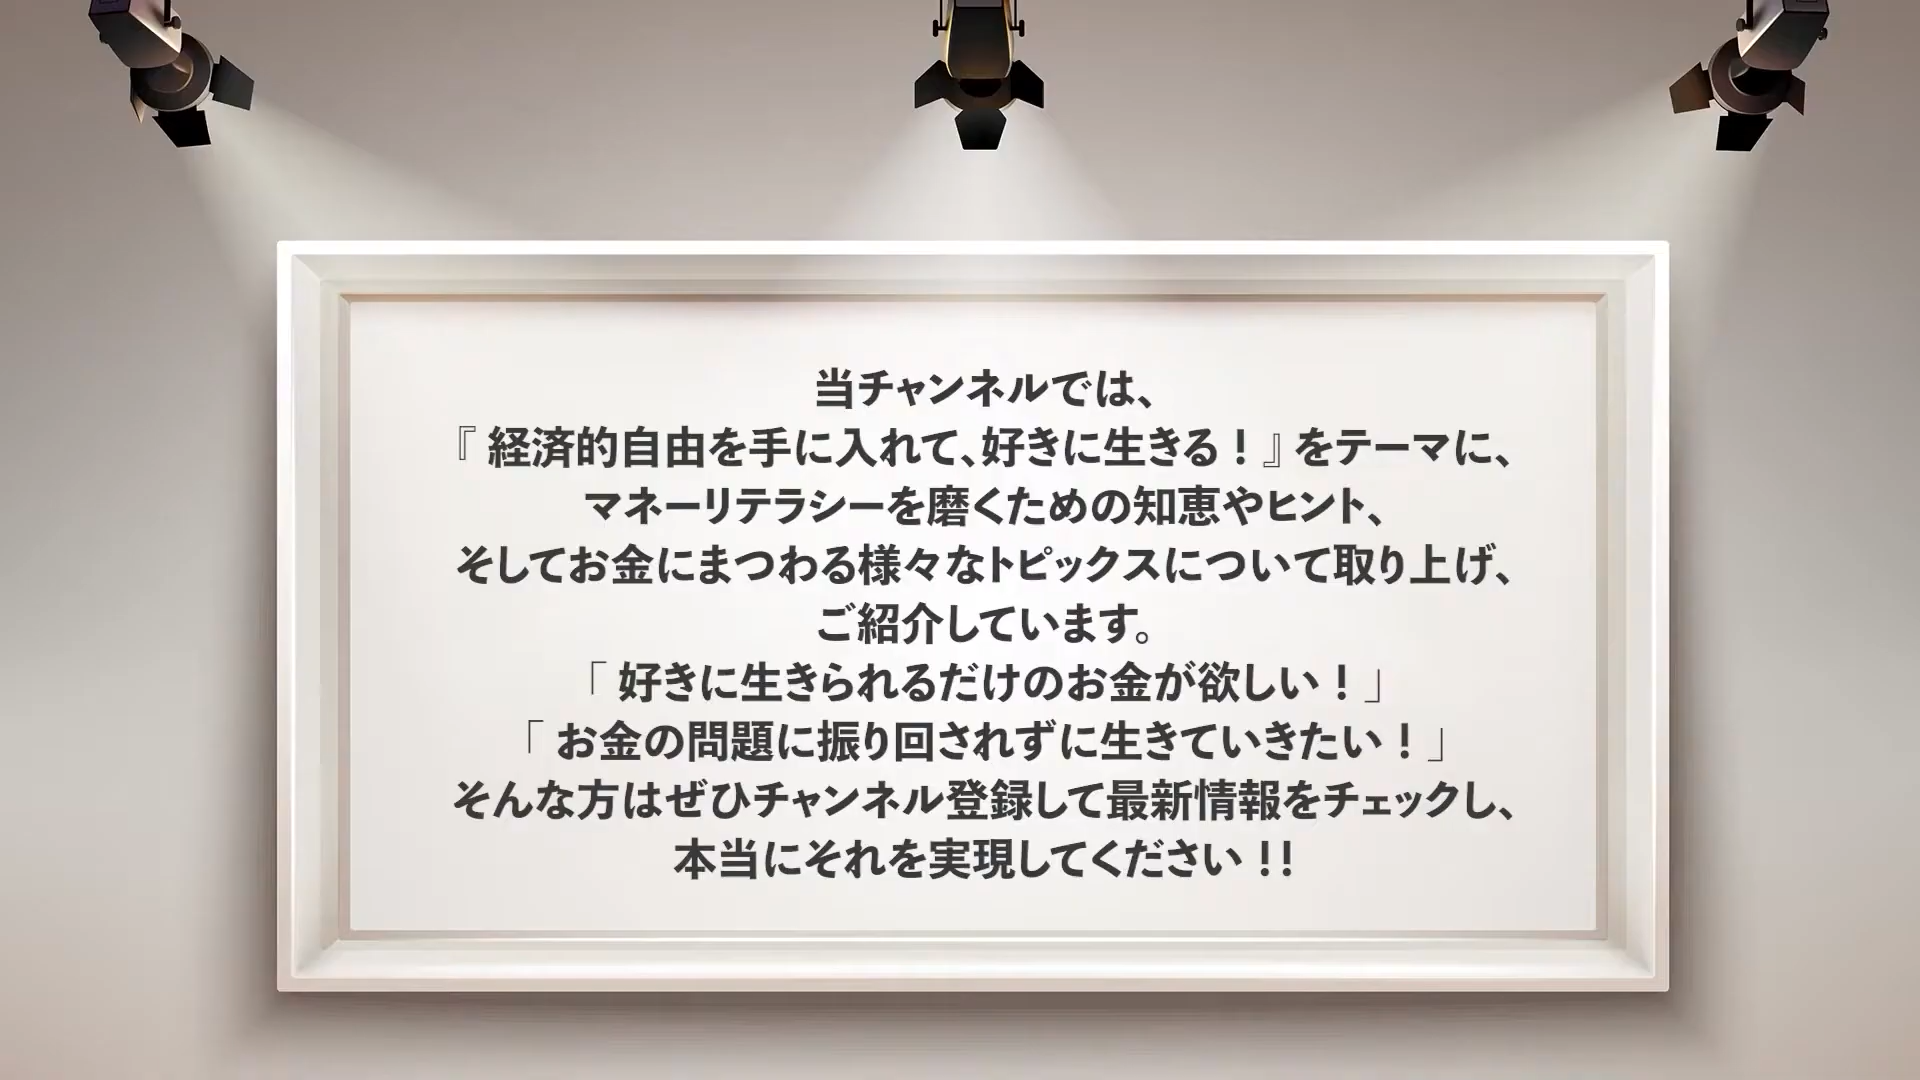 当チャンネルでは、
『経済的自由を手に入れて、好きに生きる！』をテーマに、
マネーリテラシーを磨くための知恵やヒント、
そしてお金にまつわる様々なトピックスについて取り上げ、
ご紹介しています。
「好きに生きられるだけのお金が欲しい！」
「お金の問題に振り回されずに生きていきたい！」
そんな方はぜひチャンネル登録して最新情報をチェックし、
本当にそれを実現してください!!